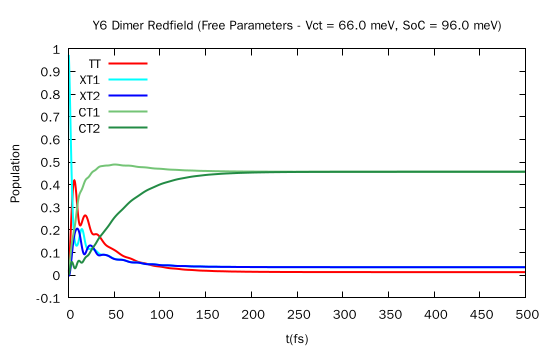 Y6 Dimer Redfield (Free Parameters - Vct = 66.0 meV, SoC = 96.0 meV)
1
0.9
0.8
0.7
0.6
0.5
0.4
0.3
0.2
0.1
0
-0.1
Population
TT
XT1
XT2
CT1
CT2
0 50 100 150 200 250 300 350 400 450 500
t(fs)